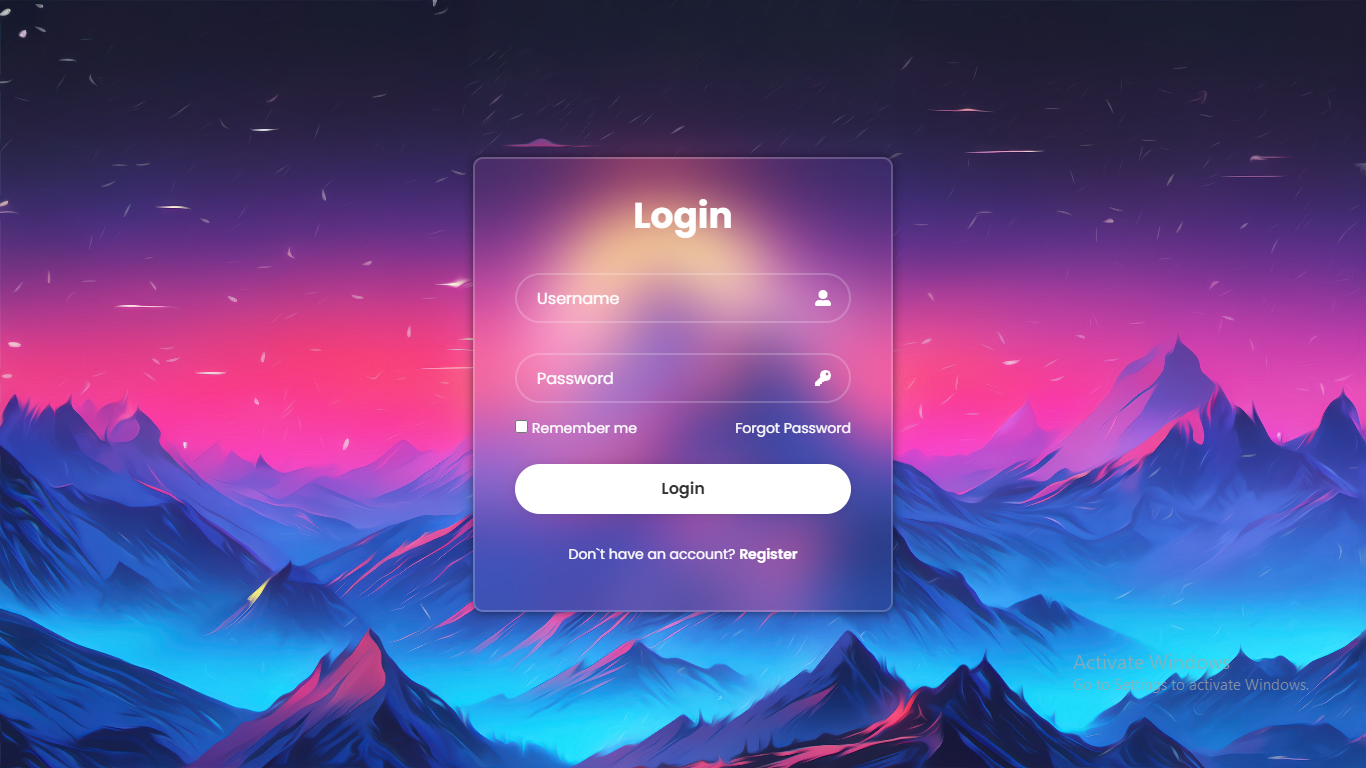 Login
Username
Password
Remember me
Forgot Password
Login
Don`t have an account? Register
Activate Windows
Go to Settings to activate Windows.